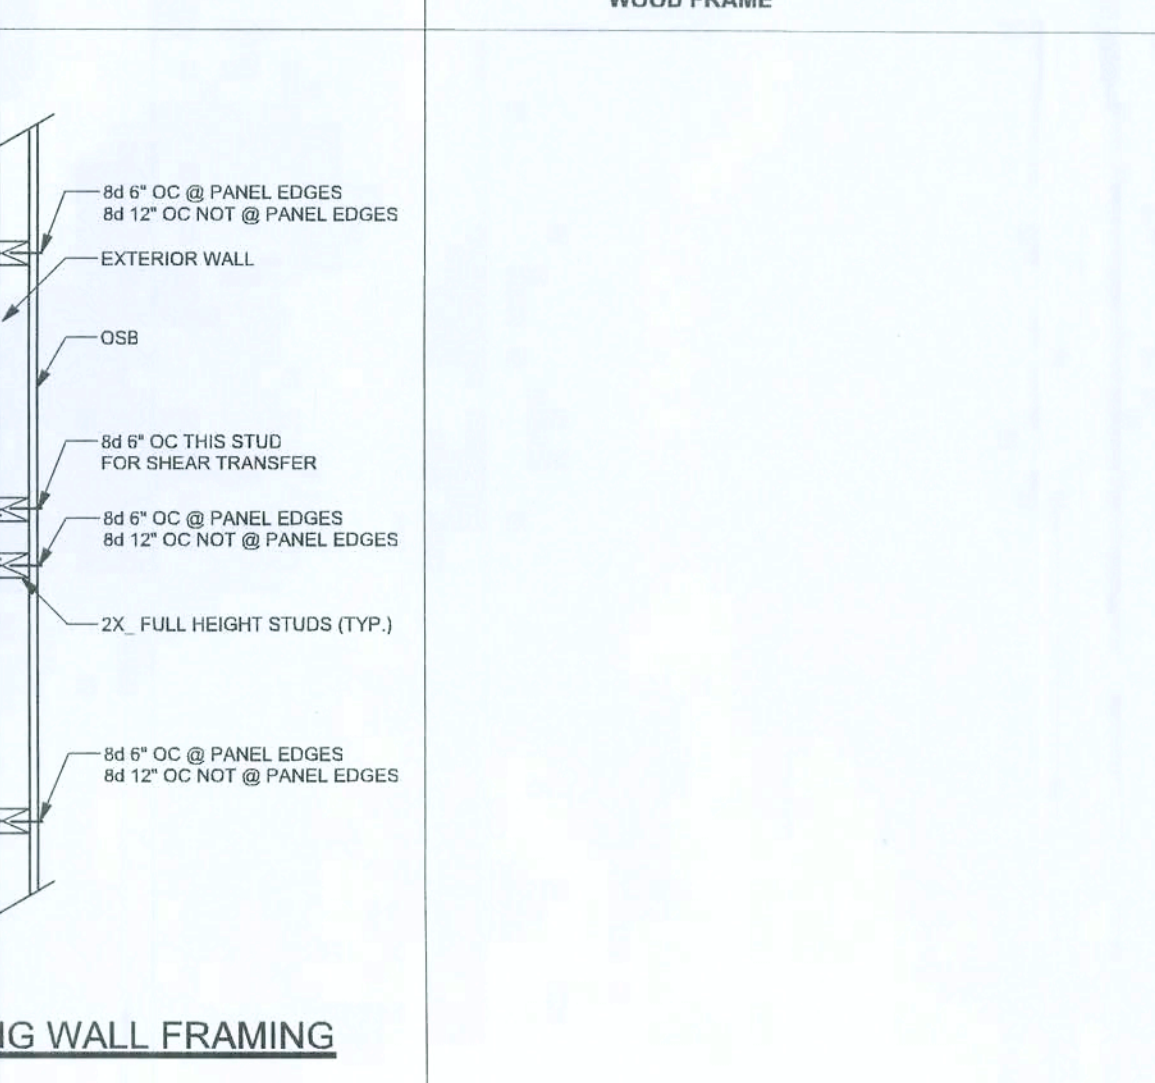 WOOD FRAME
8d 6" OC @ PANEL EDGES
8d 12" OC NOT @ PANEL EDGES
EXTERIOR WALL
OSB
8d 6" OC THIS STUD
FOR SHEAR TRANSFER
8d 6" OC @ PANEL EDGES
8d 12" OC NOT @ PANEL EDGES
2X_ FULL HEIGHT STUDS (TYP.)
8d 6" OC @ PANEL EDGES
8d 12" OC NOT @ PANEL EDGES
IG WALL FRAMING